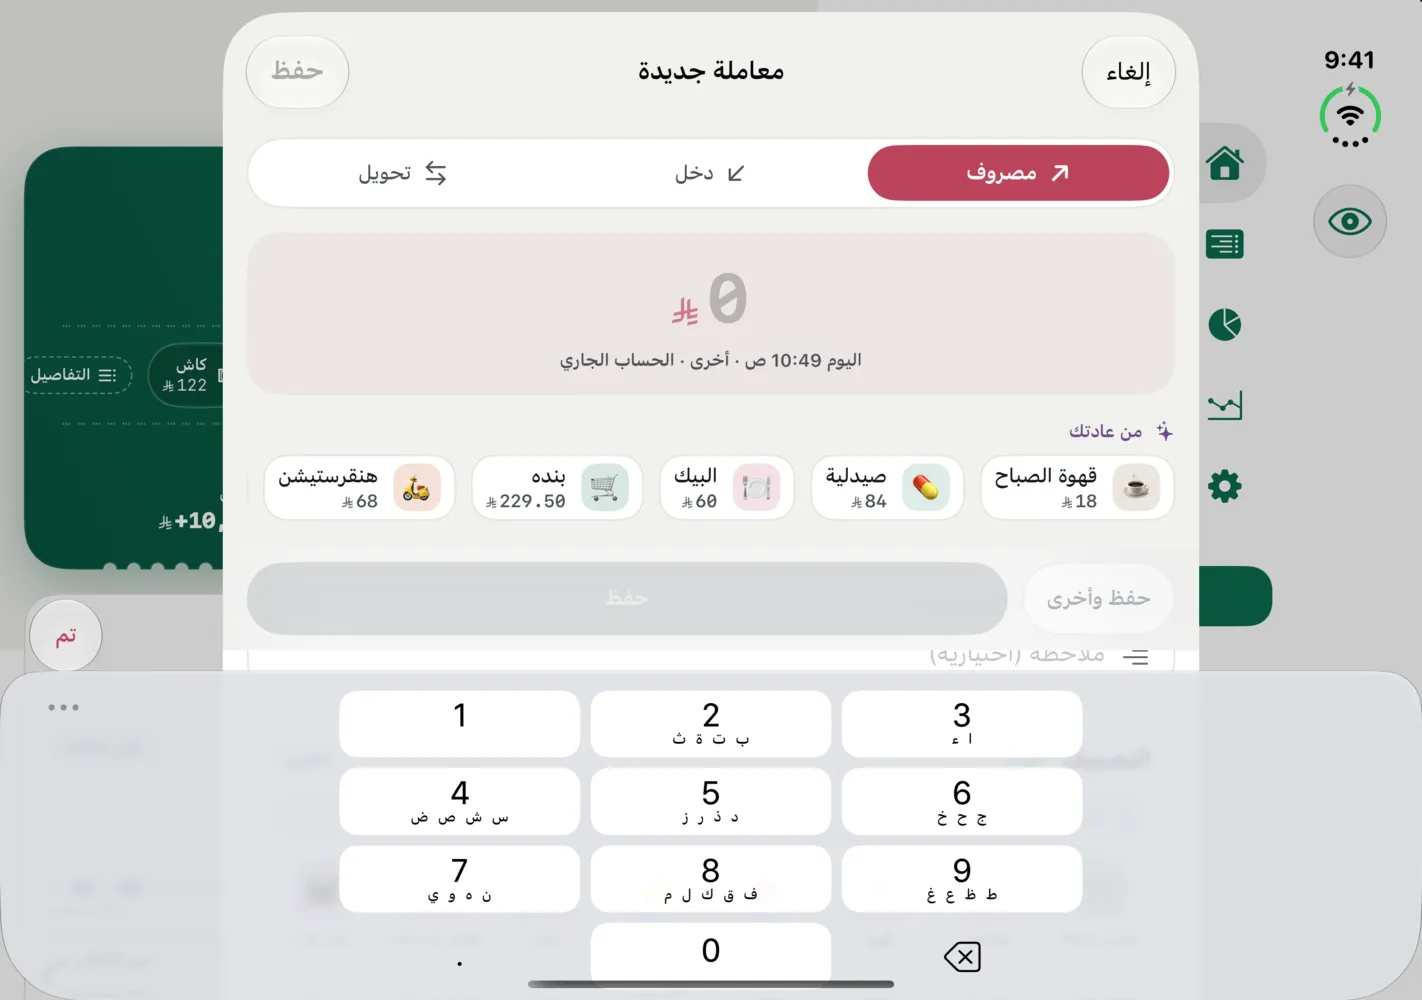 9:41
إلغاء
معاملة جديدة
حفظ
مصروف
دخل
تحويل
0
اليوم 10:49 ص · أخرى · الحساب الجاري
من عادتك
قهوة الصباح
18
صيدلية
84
البيك
60
بنده
229.50
هنقرستيشن
68
كاش
122
التفاصيل
+10,
حفظ وأخرى
حفظ
ملاحظة (اختيارية)
تم
1
2
ب ت ة ث
3
ا ء
4
س ش ص ض
5
د ذ ر ز
6
ج ح خ
7
ن ه و ي
8
ف ق ك ل م
9
ط ظ ع غ
.
0